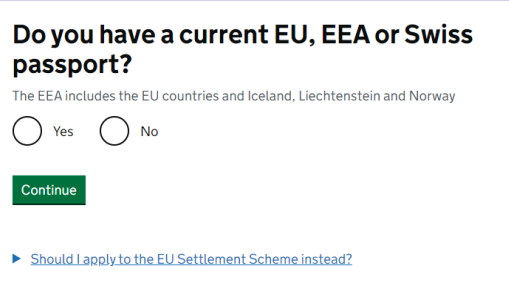 Do you have a current EU, EEA or Swiss
passport?
The EEA includes the EU countries and Iceland, Liechtenstein and Norway
Yes No
Continue
Should I apply to the EU Settlement Scheme instead?